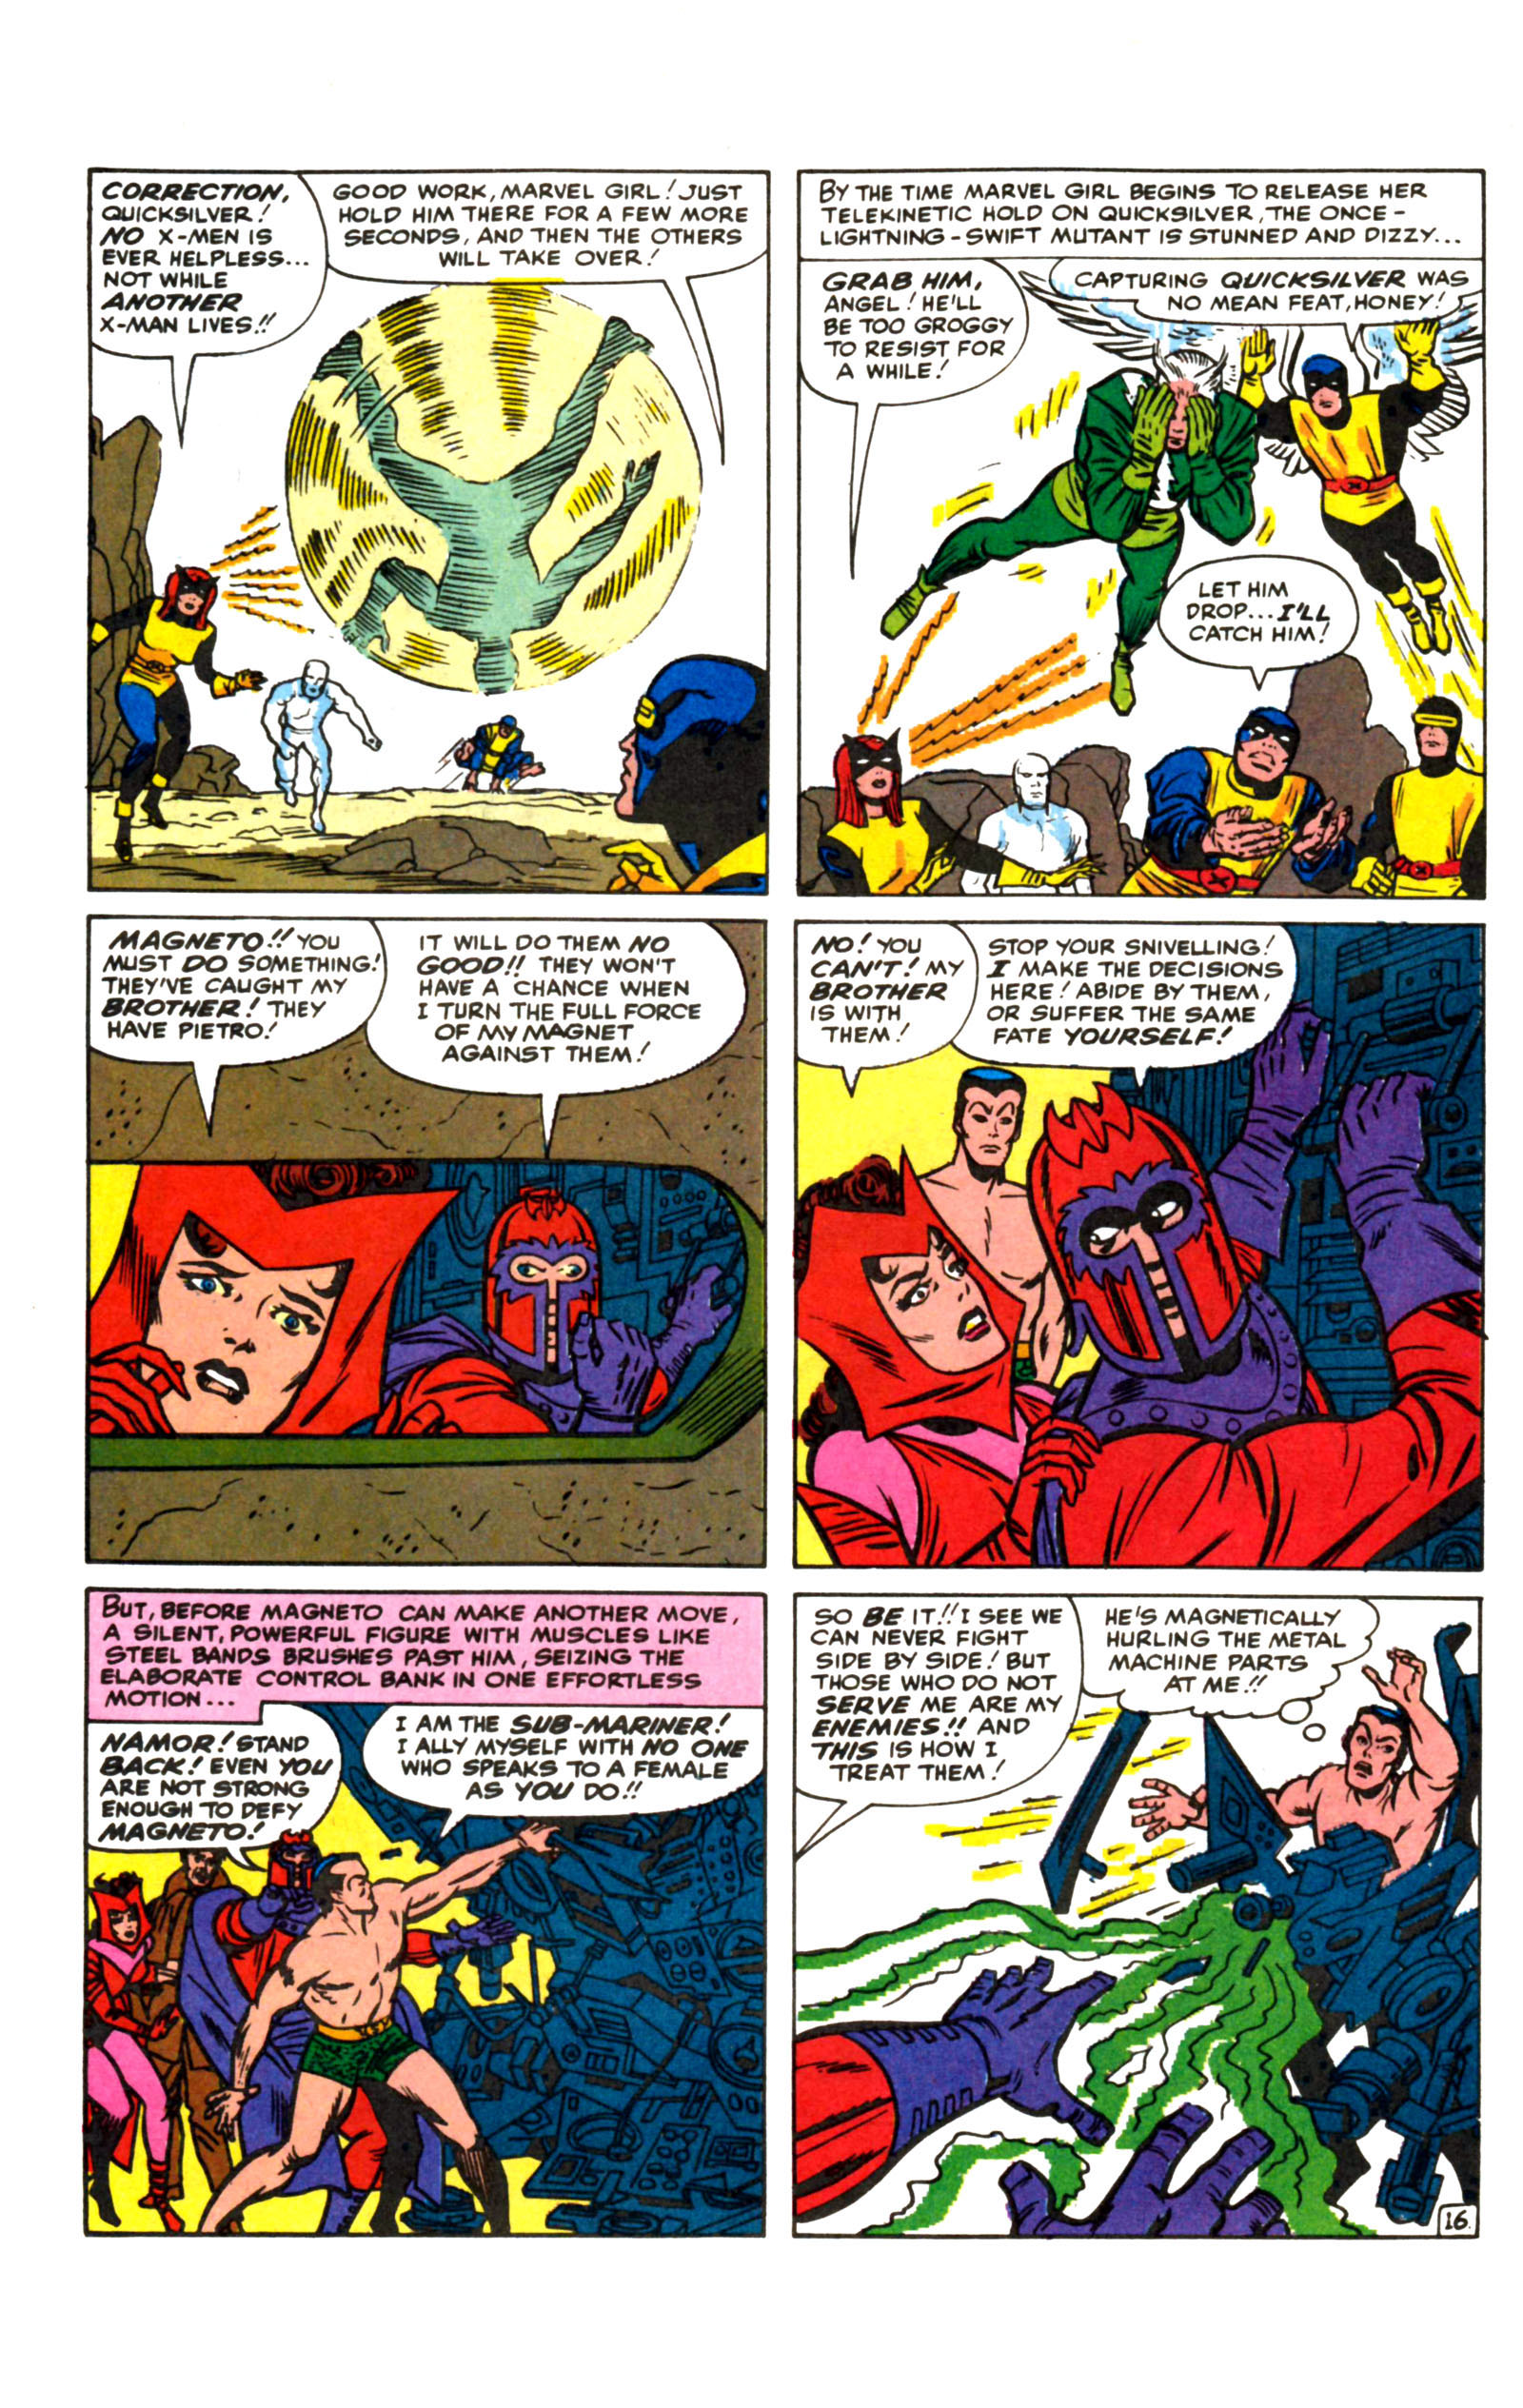 CORRECTION,
QUICKSILVER!
NO X-MEN IS
EVER HELPLESS...
NOT WHILE
ANOTHER
X-MAN LIVES!!
GOOD WORK, MARVEL GIRL! JUST
HOLD HIM THERE FOR A FEW MORE
SECONDS, AND THEN THE OTHERS
WILL TAKE OVER!
BY THE TIME MARVEL GIRL BEGINS TO RELEASE HER
TELEKINETIC HOLD ON QUICKSILVER, THE ONCE-
LIGHTNING-SWIFT MUTANT IS STUNNED AND DIZZY...
GRAB HIM,
ANGEL! HE'LL
BE TOO GROGGY
TO RESIST FOR
A WHILE!
CAPTURING QUICKSILVER WAS
NO MEAN FEAT, HONEY!
LET HIM
DROP... I'LL
CATCH HIM!
MAGNETO!! YOU
MUST DO SOMETHING!
THEY'VE CAUGHT MY
BROTHER! THEY
HAVE PIETRO!
IT WILL DO THEM NO
GOOD!! THEY WON'T
HAVE A CHANCE WHEN
I TURN THE FULL FORCE
OF MY MAGNET
AGAINST THEM!
NO! YOU
CAN'T! MY
BROTHER
IS WITH
THEM!
STOP YOUR SNIVELLING!
I MAKE THE DECISIONS
HERE! ABIDE BY THEM,
OR SUFFER THE SAME
FATE YOURSELF!
BUT, BEFORE MAGNETO CAN MAKE ANOTHER MOVE,
A SILENT, POWERFUL FIGURE WITH MUSCLES LIKE
STEEL BANDS BRUSHES PAST HIM, SEIZING THE
ELABORATE CONTROL BANK IN ONE EFFORTLESS
MOTION...
NAMOR! STAND
BACK! EVEN YOU
ARE NOT STRONG
ENOUGH TO DEFY
MAGNETO!
I AM THE SUB-MARINER!
I ALLY MYSELF WITH NO ONE
WHO SPEAKS TO A FEMALE
AS YOU DO!!
SO BE IT!! I SEE WE
CAN NEVER FIGHT
SIDE BY SIDE! BUT
THOSE WHO DO NOT
SERVE ME ARE MY
ENEMIES!! AND
THIS IS HOW I
TREAT THEM!
HE'S MAGNETICALLY
HURLING THE METAL
MACHINE PARTS
AT ME!!
16.